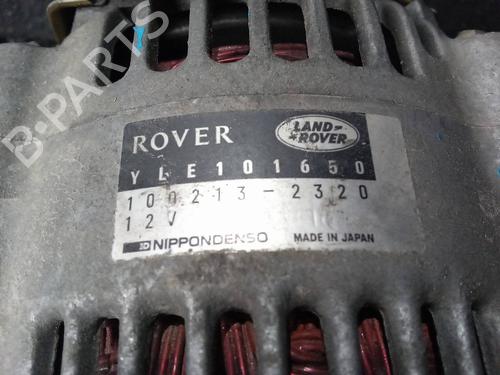 B-PARTS
ROVER
LAND-
ROVER
YLE101650
100213-2320
12V
NIPPONDENSO MADE IN JAPAN